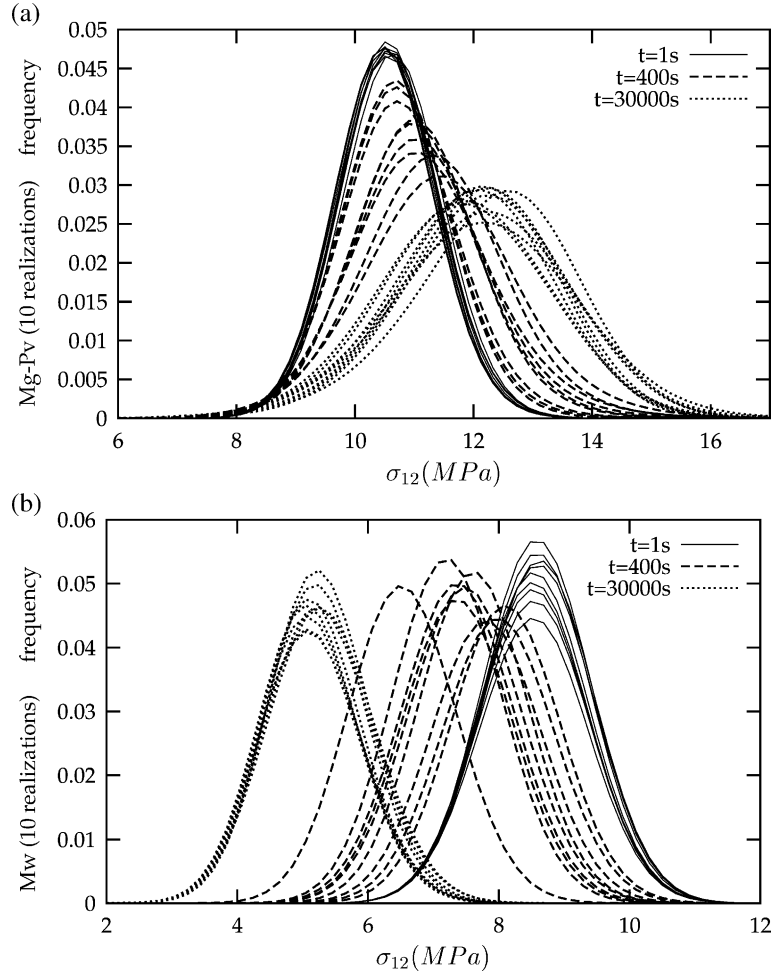 (a)
0.05
0.045
0.04
0.035
0.03
0.025
0.02
0.015
0.01
0.005
0
Mg-Pv (10 realizations) frequency
t=1s
t=400s
t=30000s
6 8 10 12 14 16
σ12(MPa)
(b)
0.06
0.05
0.04
0.03
0.02
0.01
0
Mw (10 realizations) frequency
t=1s
t=400s
t=30000s
2 4 6 8 10 12
σ12(MPa)